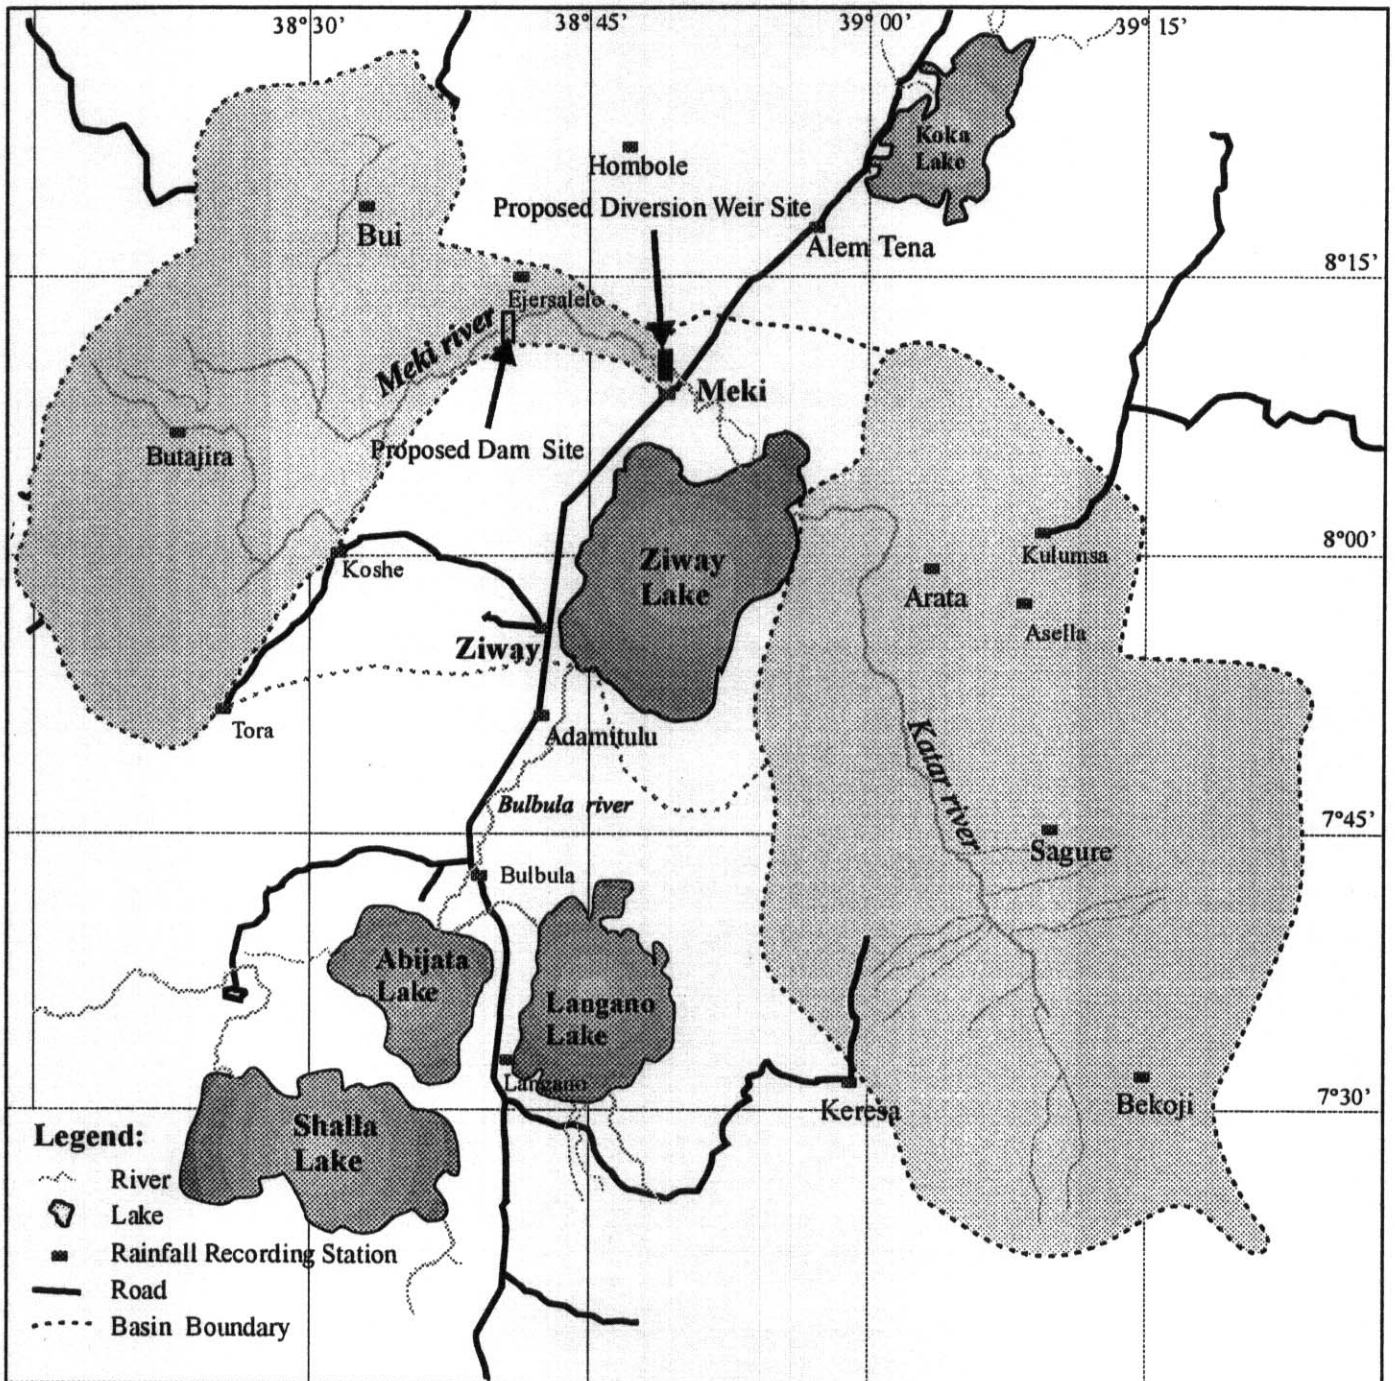 38°30'
38°45'
39°00'
39°15'
Koka
Lake
Hombole
Proposed Diversion Weir Site
Bui
Alem Tena
8°15'
Ejersalelo
Meki river
Meki
Proposed Dam Site
Butajira
Ziway
Lake
8°00'
Kulumsa
Koshe
Arata
Asella
Ziway
Tora
Adamitulu
Katar river
Bulbula river
7°45'
Sagure
Bulbula
Abijata
Lake
Langano
Lake
Langano
Keresa
Bekoji
7°30'
Shalla
Lake
Legend:
River
Lake
Rainfall Recording Station
Road
Basin Boundary